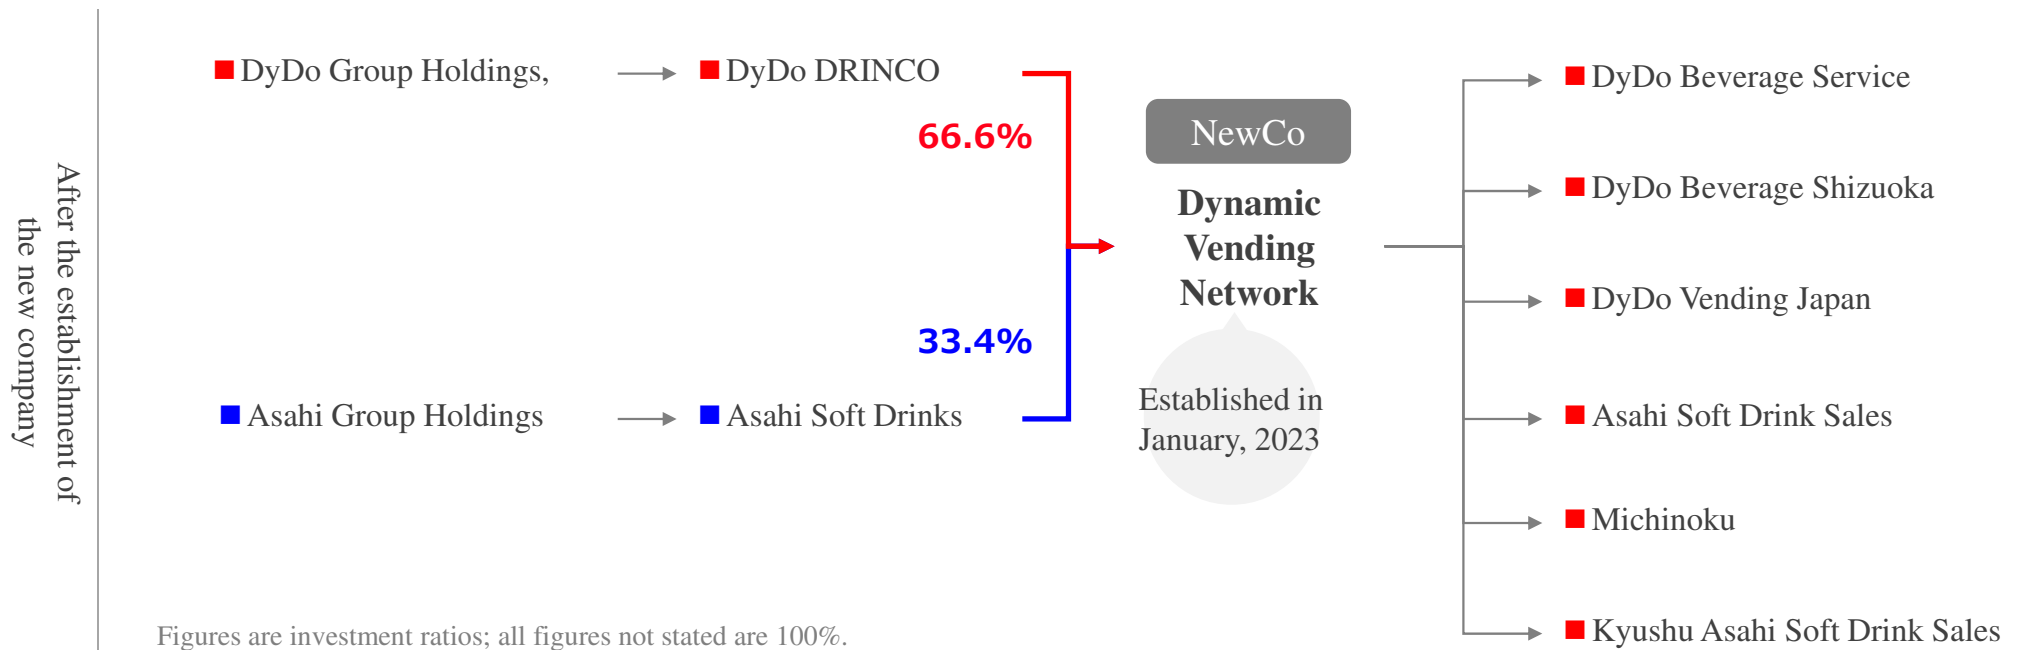 After the establishment of
the new company
DyDo Group Holdings,
DyDo DRINCO
66.6%
33.4%
Asahi Group Holdings
Asahi Soft Drinks
NewCo
Dynamic
Vending
Network
Established in
January, 2023
DyDo Beverage Service
DyDo Beverage Shizuoka
DyDo Vending Japan
Asahi Soft Drink Sales
Michinoku
Kyushu Asahi Soft Drink Sales
Figures are investment ratios; all figures not stated are 100%.